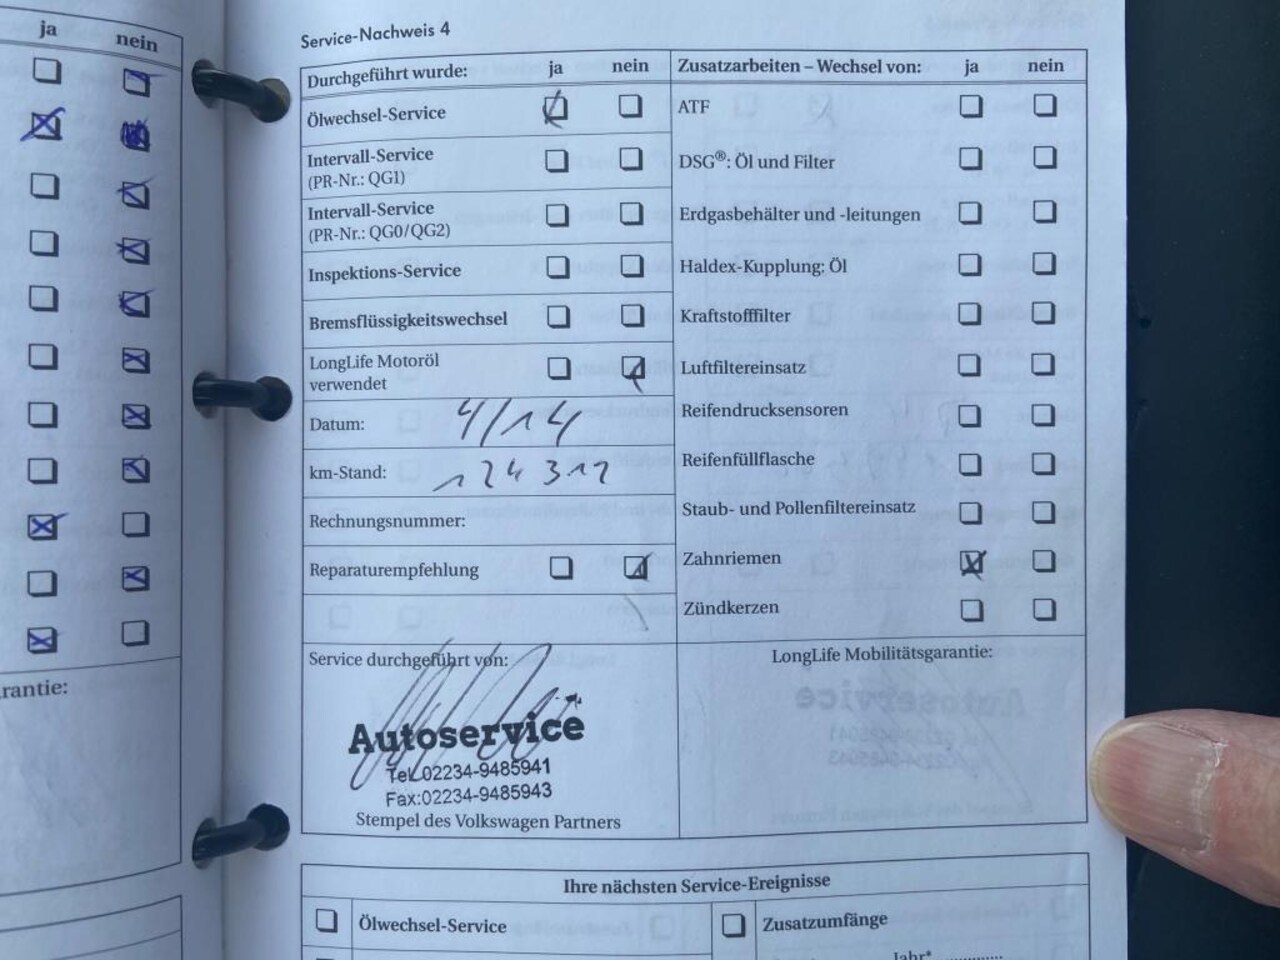 ja nein
rantie:
Service-Nachweis 4
Durchgeführt wurde: ja nein
Ölwechsel-Service
Intervall-Service
(PR-Nr.: QG1)
Intervall-Service
(PR-Nr.: QG0/QG2)
Inspektions-Service
Bremsflüssigkeitswechsel
LongLife Motoröl
verwendet
Datum: 4/14
km-Stand: 124 311
Rechnungsnummer:
Reparaturempfehlung
Service durchgeführt von:
Autoservice
Tel.02234-9485941
Fax:02234-9485943
Stempel des Volkswagen Partners
Zusatzarbeiten – Wechsel von: ja nein
ATF
DSG®: Öl und Filter
Erdgasbehälter und -leitungen
Haldex-Kupplung: Öl
Kraftstofffilter
Luftfiltereinsatz
Reifendrucksensoren
Reifenfüllflasche
Staub- und Pollenfiltereinsatz
Zahnriemen
Zündkerzen
LongLife Mobilitätsgarantie:
Ihre nächsten Service-Ereignisse
Ölwechsel-Service
Zusatzumfänge
Jahr*